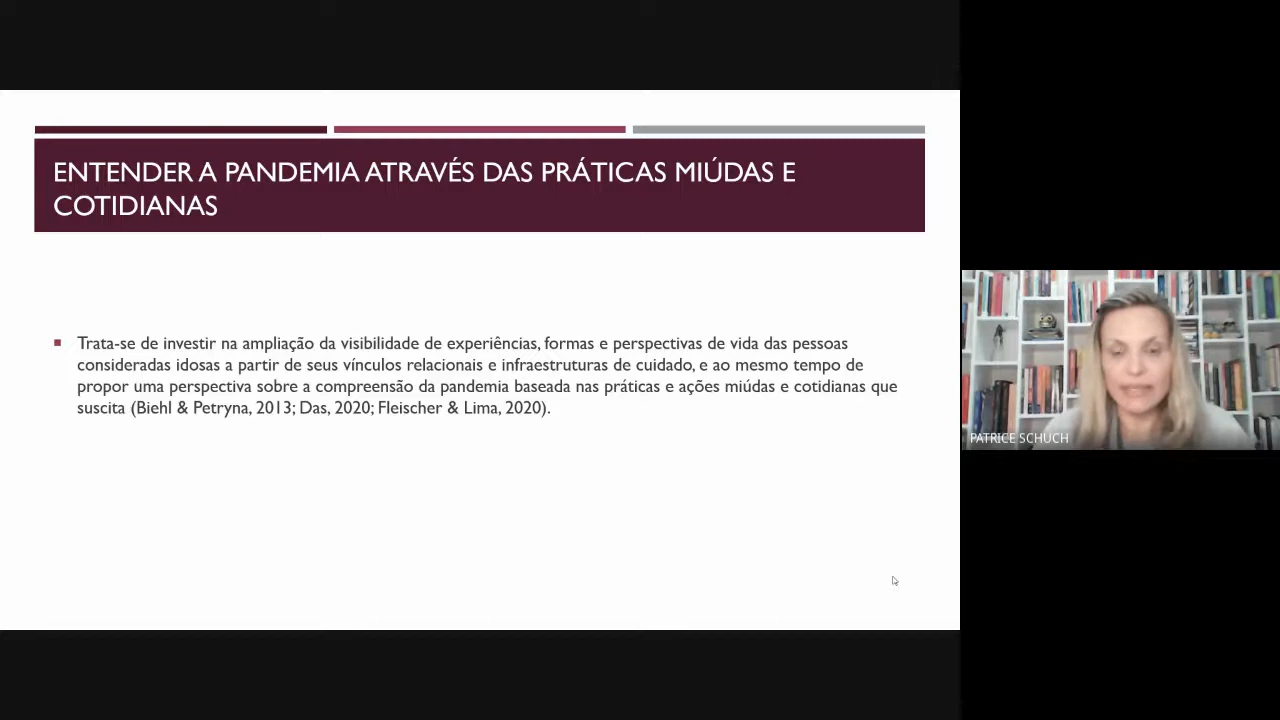 ENTENDER A PANDEMIA ATRAVÉS DAS PRÁTICAS MIÚDAS E
COTIDIANAS
Trata-se de investir na ampliação da visibilidade de experiências, formas e perspectivas de vida das pessoas
consideradas idosas a partir de seus vínculos relacionais e infraestruturas de cuidado, e ao mesmo tempo de
propor uma perspectiva sobre a compreensão da pandemia baseada nas práticas e ações miúdas e cotidianas que
suscita (Biehl & Petryna, 2013; Das, 2020; Fleischer & Lima, 2020).
PATRICE SCHUCH